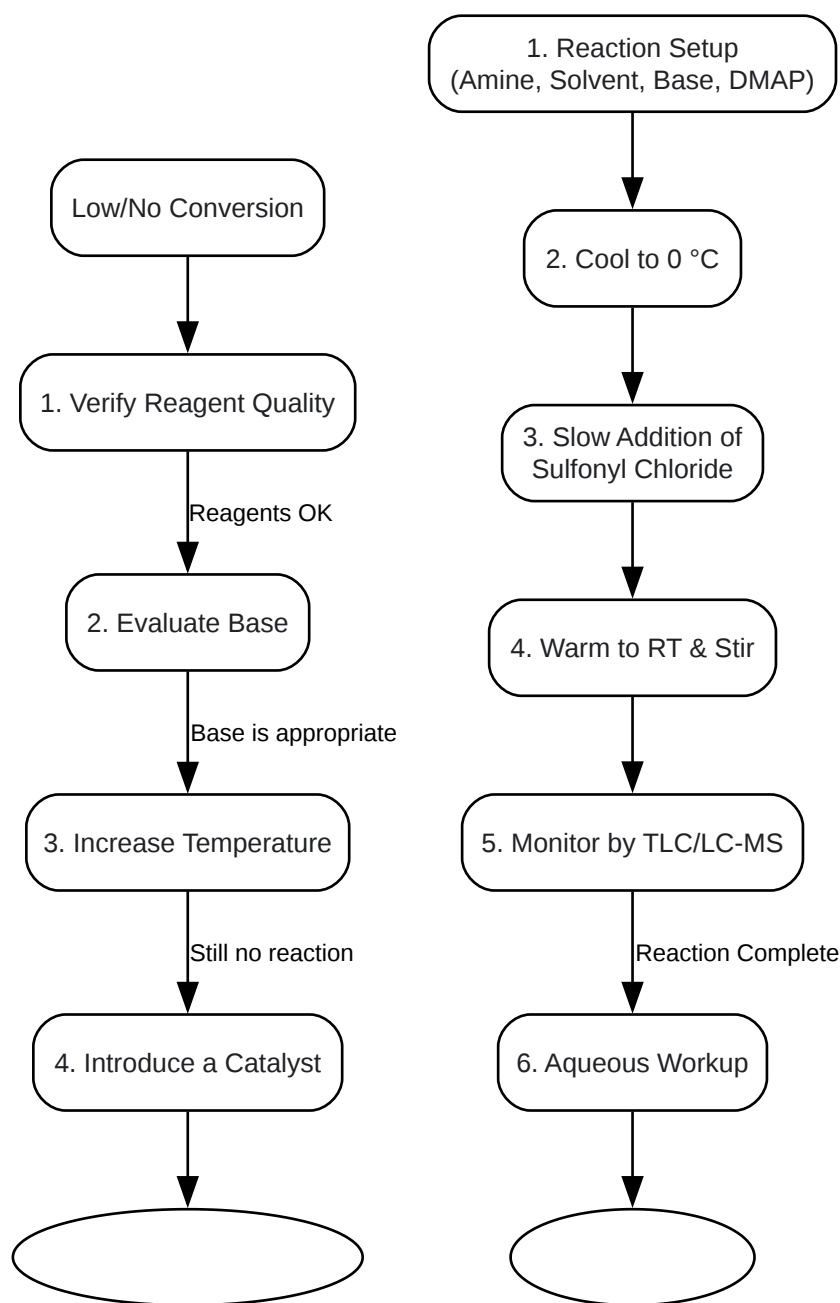 Low/No Conversion
1. Verify Reagent Quality
Reagents OK
2. Evaluate Base
Base is appropriate
3. Increase Temperature
Still no reaction
4. Introduce a Catalyst
1. Reaction Setup
(Amine, Solvent, Base, DMAP)
2. Cool to 0 °C
3. Slow Addition of
Sulfonyl Chloride
4. Warm to RT & Stir
5. Monitor by TLC/LC-MS
Reaction Complete
6. Aqueous Workup